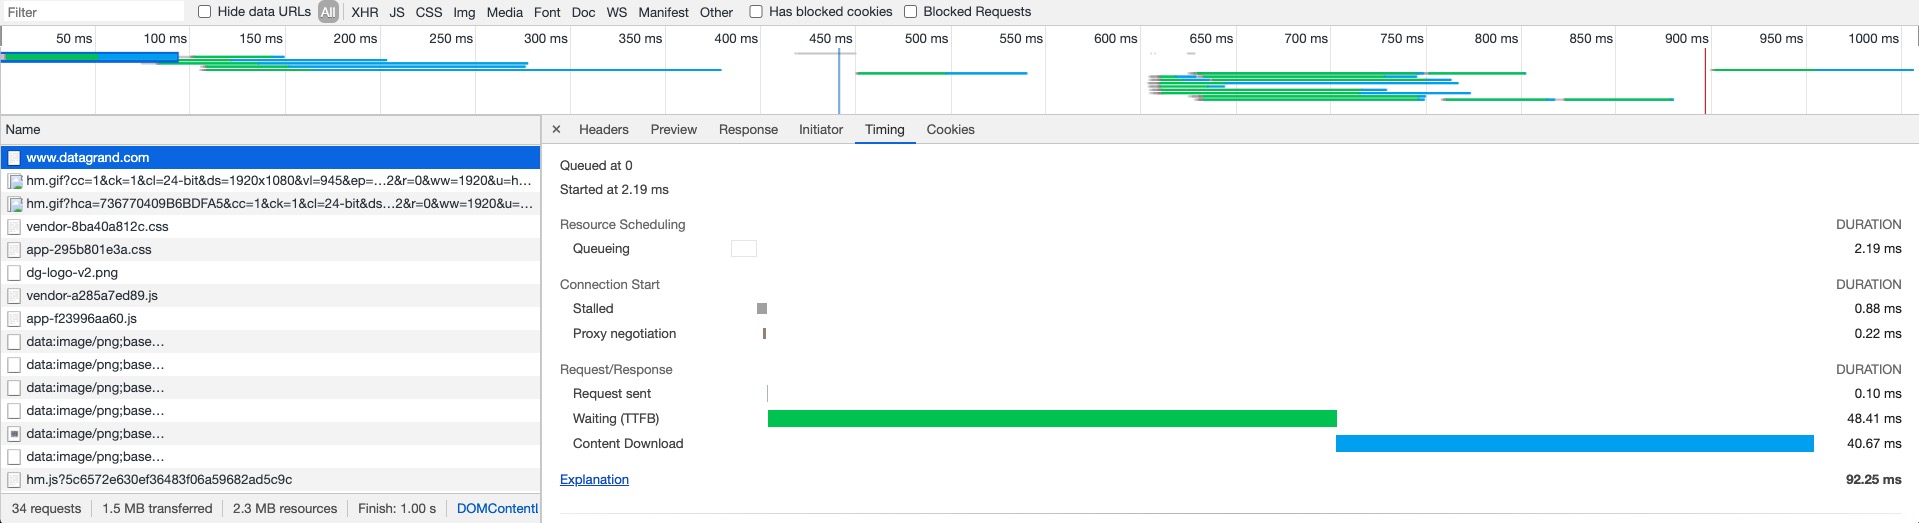 Filter Hide data URLs All XHR JS CSS Img Media Font Doc WS Manifest Other Has blocked cookies Blocked Requests
50 ms 100 ms 150 ms 200 ms 250 ms 300 ms 350 ms 400 ms 450 ms 500 ms 550 ms 600 ms 650 ms 700 ms 750 ms 800 ms 850 ms 900 ms 950 ms 1000 ms
Name
www.datagrand.com
hm.gif?cc=1&ck=1&cl=24-bit&ds=1920x1080&vl=945&ep=…2&r=0&ww=1920&u=h…
hm.gif?hca=736770409B6BDFA5&cc=1&ck=1&cl=24-bit&ds…2&r=0&ww=1920&u=…
vendor-8ba40a812c.css
app-295b801e3a.css
dg-logo-v2.png
vendor-a285a7ed89.js
app-f23996aa60.js
data:image/png;base…
data:image/png;base…
data:image/png;base…
data:image/png;base…
data:image/png;base…
data:image/png;base…
hm.js?5c6572e630ef36483f06a59682ad5c9c
34 requests 1.5 MB transferred 2.3 MB resources Finish: 1.00 s DOMContentl
× Headers Preview Response Initiator Timing Cookies
Queued at 0
Started at 2.19 ms
Resource Scheduling DURATION
Queueing 2.19 ms
Connection Start DURATION
Stalled 0.88 ms
Proxy negotiation 0.22 ms
Request/Response DURATION
Request sent 0.10 ms
Waiting (TTFB) 48.41 ms
Content Download 40.67 ms
Explanation 92.25 ms